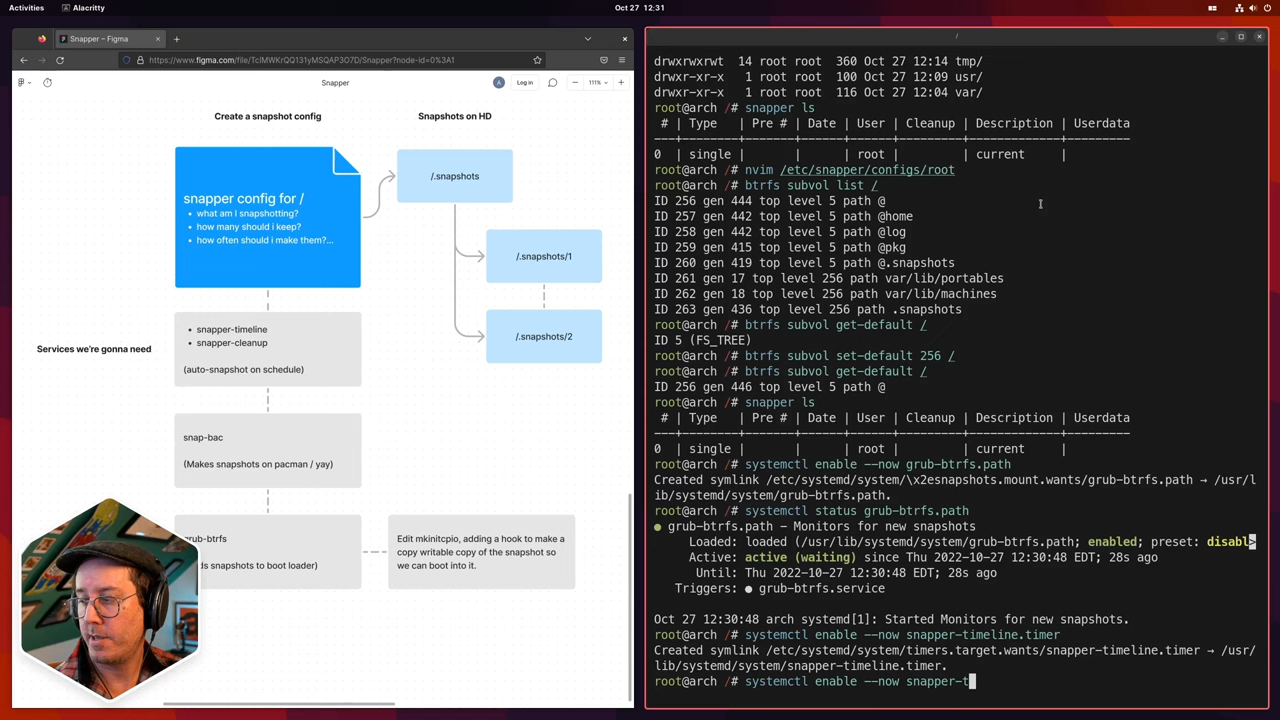 Activities
Alacritty
Oct 27 12:31
Snapper – Figma
https://www.figma.com/file/TclMWKrQQ131yMSQAP3O7D/Snapper?node-id=0%3A1
Snapper
A
Log in
111%
Create a snapshot config
Snapshots on HD
snapper config for /
• what am I snapshotting?
• how many should i keep?
• how often should i make them?...
/.snapshots
/.snapshots/1
/.snapshots/2
Services we're gonna need
• snapper-timeline
• snapper-cleanup
(auto-snapshot on schedule)
snap-bac
(Makes snapshots on pacman / yay)
grub-btrfs
snapshots to boot loader)
Edit mkinitcpio, adding a hook to make a
copy writable copy of the snapshot so
we can boot into it.
/
drwxrwxrwt 14 root root 360 Oct 27 12:14 tmp/
drwxr-xr-x 1 root root 100 Oct 27 12:09 usr/
drwxr-xr-x 1 root root 116 Oct 27 12:04 var/
root@arch /# snapper ls
# | Type | Pre # | Date | User | Cleanup | Description | Userdata
0 | single | | | root | | current |
root@arch /# nvim /etc/snapper/configs/root
root@arch /# btrfs subvol list /
ID 256 gen 444 top level 5 path @
ID 257 gen 442 top level 5 path @home
ID 258 gen 442 top level 5 path @log
ID 259 gen 415 top level 5 path @pkg
ID 260 gen 419 top level 5 path @.snapshots
ID 261 gen 17 top level 256 path var/lib/portables
ID 262 gen 18 top level 256 path var/lib/machines
ID 263 gen 436 top level 256 path .snapshots
root@arch /# btrfs subvol get-default /
ID 5 (FS_TREE)
root@arch /# btrfs subvol set-default 256 /
root@arch /# btrfs subvol get-default /
ID 256 gen 446 top level 5 path @
root@arch /# snapper ls
# | Type | Pre # | Date | User | Cleanup | Description | Userdata
0 | single | | | root | | current |
root@arch /# systemctl enable --now grub-btrfs.path
Created symlink /etc/systemd/system/\x2esnapshots.mount.wants/grub-btrfs.path → /usr/l
ib/systemd/system/grub-btrfs.path.
root@arch /# systemctl status grub-btrfs.path
● grub-btrfs.path - Monitors for new snapshots
Loaded: loaded (/usr/lib/systemd/system/grub-btrfs.path; enabled; preset: disabl>
Active: active (waiting) since Thu 2022-10-27 12:30:48 EDT; 28s ago
Until: Thu 2022-10-27 12:30:48 EDT; 28s ago
Triggers: ● grub-btrfs.service
Oct 27 12:30:48 arch systemd[1]: Started Monitors for new snapshots.
root@arch /# systemctl enable --now snapper-timeline.timer
Created symlink /etc/systemd/system/timers.target.wants/snapper-timeline.timer → /usr/
lib/systemd/system/snapper-timeline.timer.
root@arch /# systemctl enable --now snapper-t